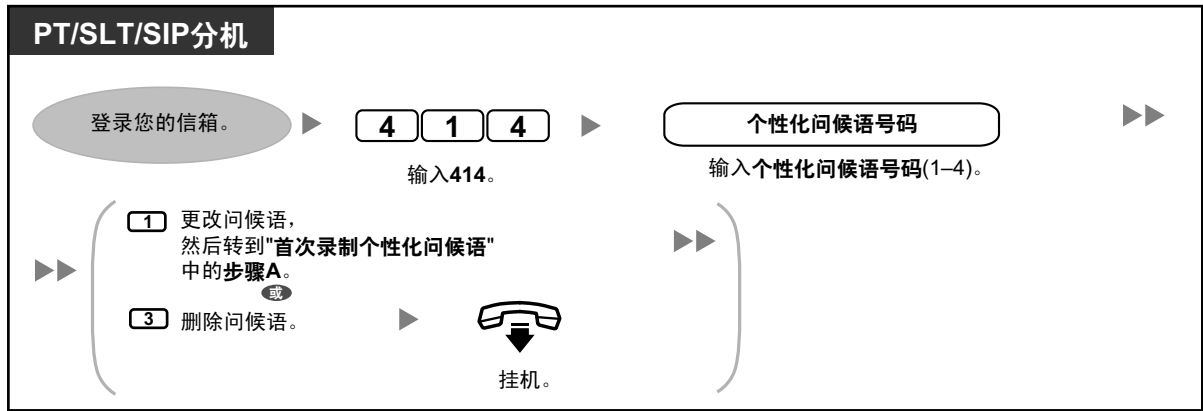 PT/SLT/SIP分机
登录您的信箱。
4 1 4
个性化问候语号码
输入414。
输入个性化问候语号码(1–4)。
1 更改问候语，
然后转到"首次录制个性化问候语"
中的步骤A。
或
3 删除问候语。
挂机。